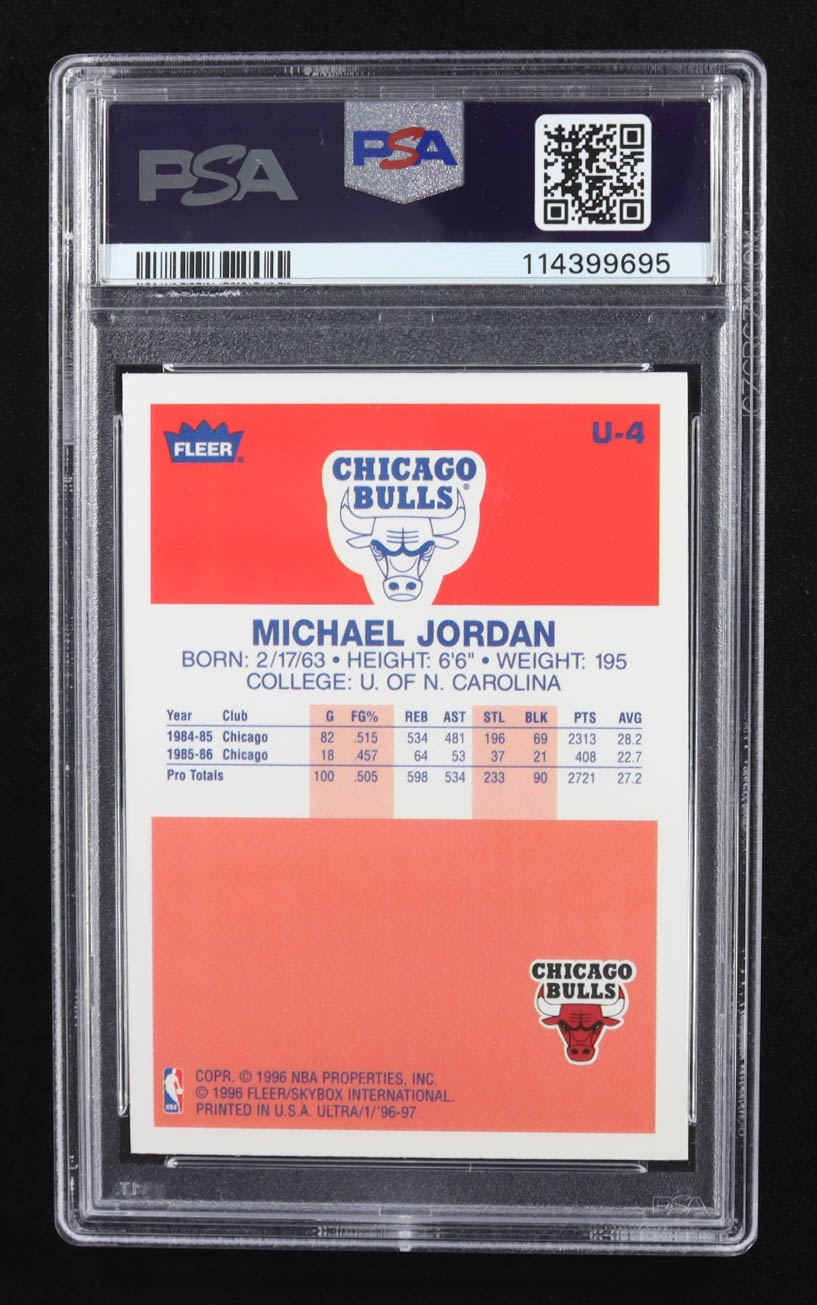 PSA
PSA
114399695
FLEER
U-4
CHICAGO
BULLS
MICHAEL JORDAN
BORN: 2/17/63 • HEIGHT: 6'6" • WEIGHT: 195
COLLEGE: U. OF N. CAROLINA
Year Club G FG% REB AST STL BLK PTS AVG
1984-85 Chicago 82 .515 534 481 196 69 2313 28.2
1985-86 Chicago 18 .457 64 53 37 21 408 22.7
Pro Totals 100 .505 598 534 233 90 2721 27.2
CHICAGO
BULLS
NBA
COPR. © 1996 NBA PROPERTIES, INC.
© 1996 FLEER/SKYBOX INTERNATIONAL.
PRINTED IN U.S.A. ULTRA/1/'96-97
PSA